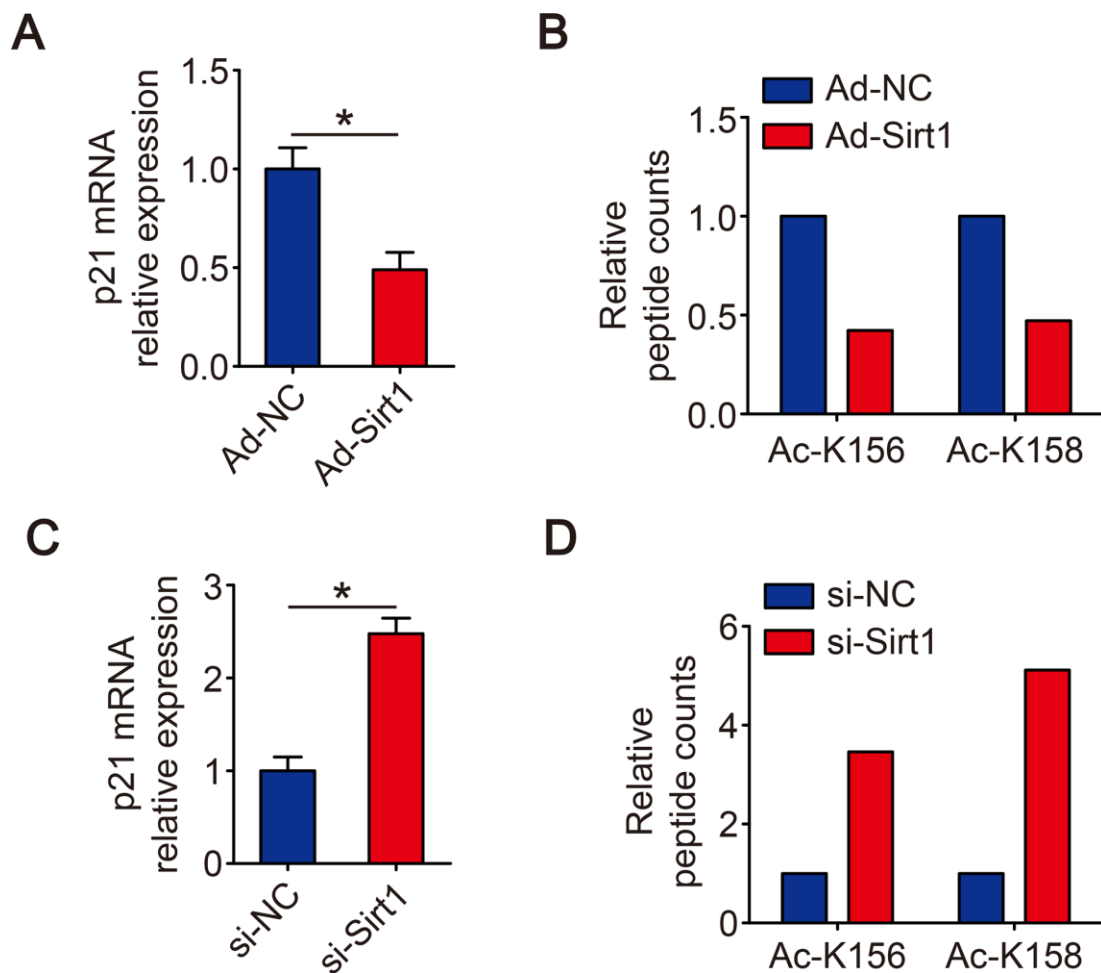 A
p21 mRNA
relative expression
1.5
1.0
0.5
0.0
*
Ad-NC
Ad-Sirt1
B
Ad-NC
Ad-Sirt1
Relative
peptide counts
1.5
1.0
0.5
0.0
Ac-K156
Ac-K158
C
p21 mRNA
relative expression
3
2
1
0
*
si-NC
si-Sirt1
D
si-NC
si-Sirt1
Relative
peptide counts
6
4
2
0
Ac-K156
Ac-K158